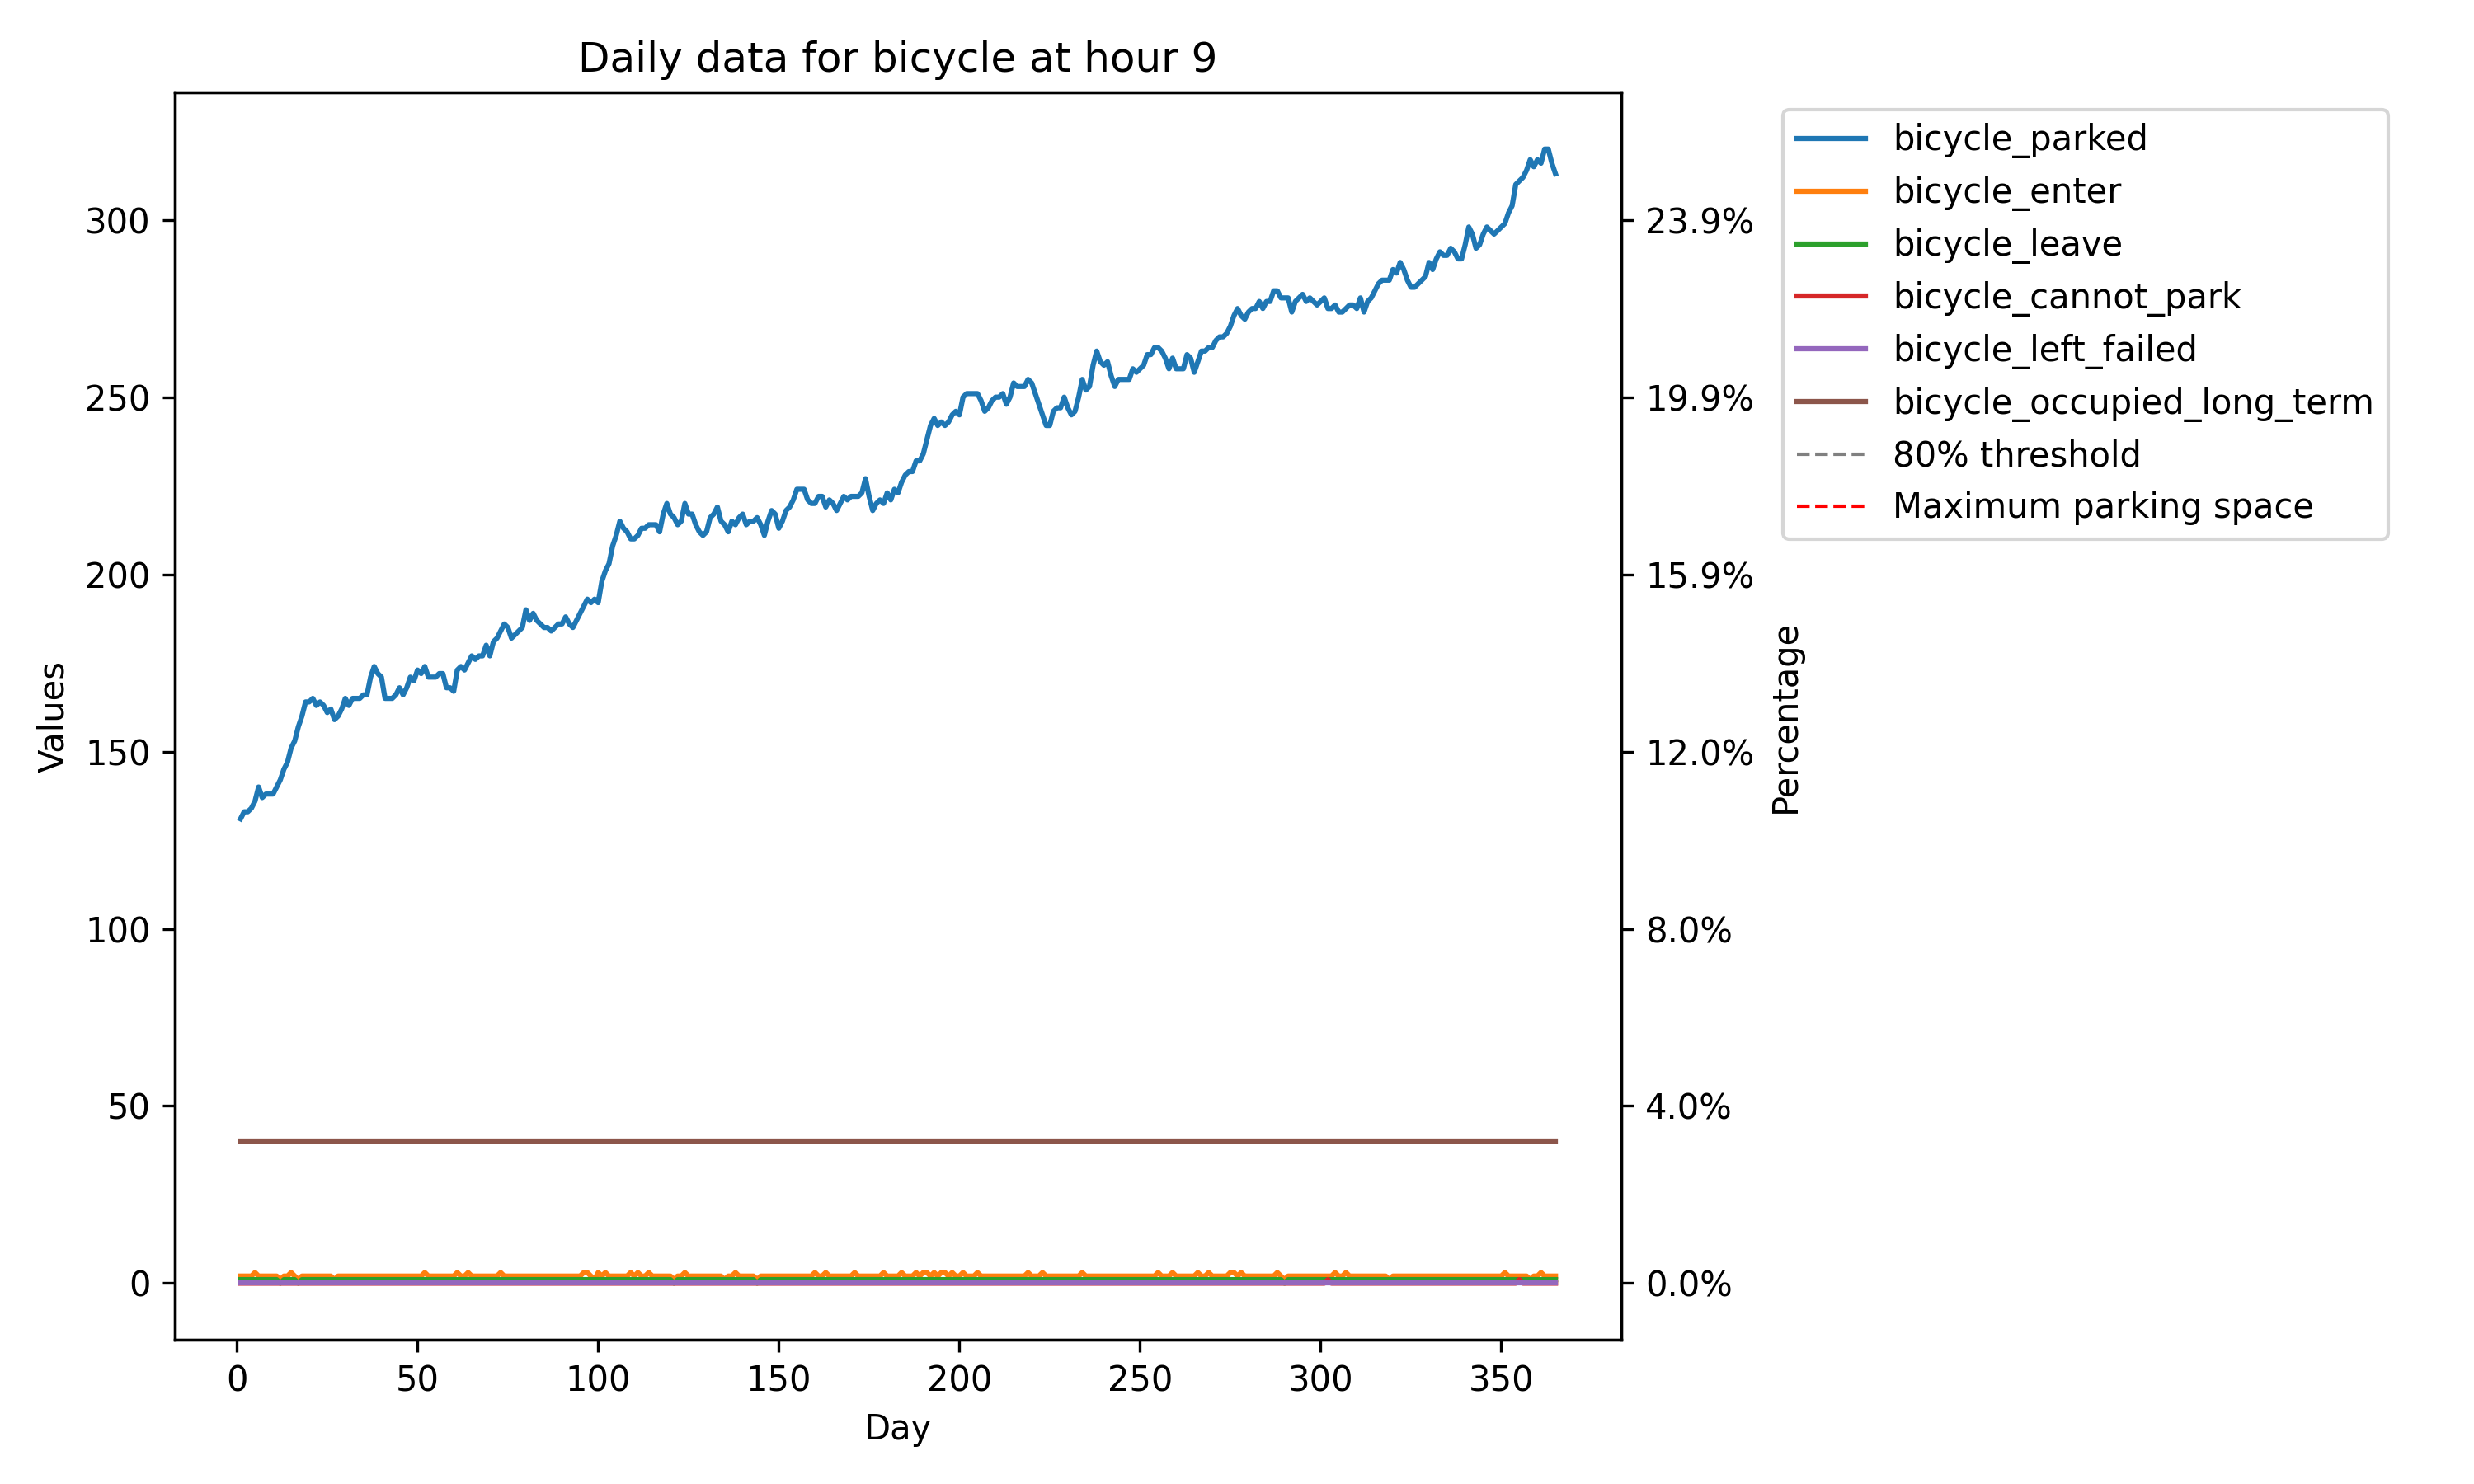 Daily data for bicycle at hour 9
Values
300
250
200
150
100
50
0
0 50 100 150 200 250 300 350
Day
23.9%
19.9%
15.9%
12.0%
8.0%
4.0%
0.0%
Percentage
bicycle_parked
bicycle_enter
bicycle_leave
bicycle_cannot_park
bicycle_left_failed
bicycle_occupied_long_term
80% threshold
Maximum parking space